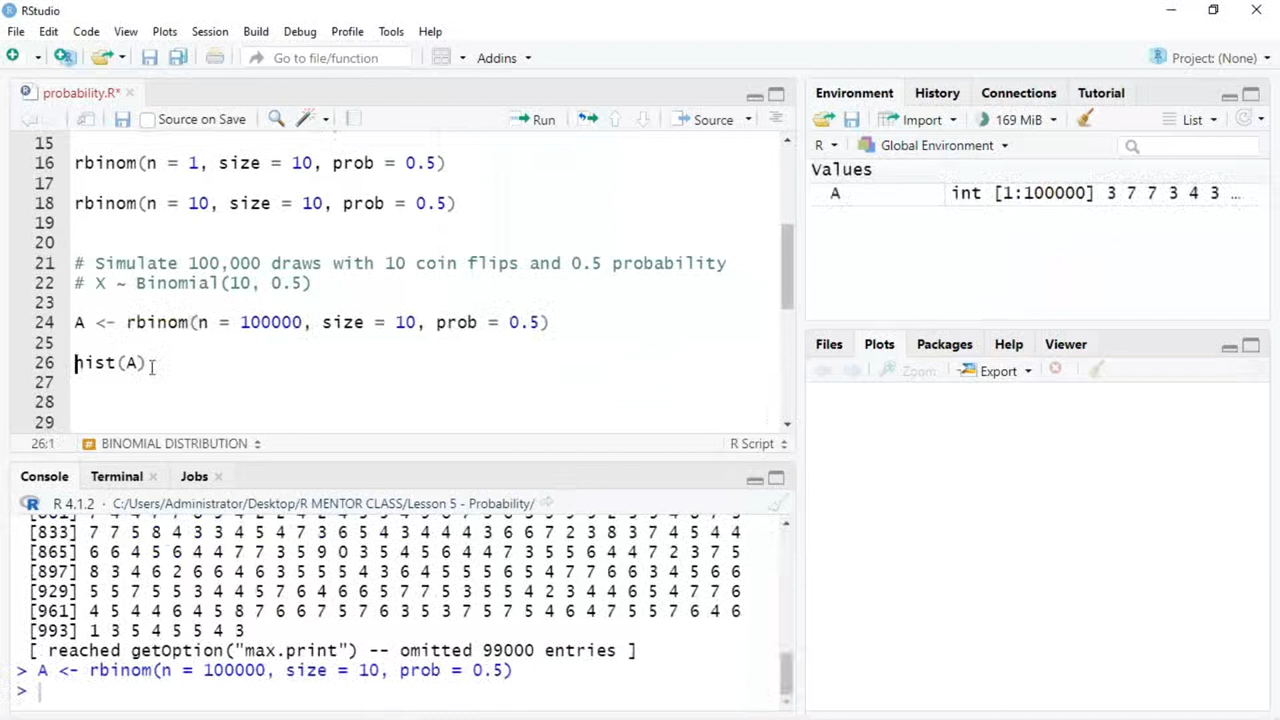 RStudio
File Edit Code View Plots Session Build Debug Profile Tools Help
Go to file/function Addins Project: (None)
probability.R*
Source on Save Run Source
15
16 rbinom(n = 1, size = 10, prob = 0.5)
17
18 rbinom(n = 10, size = 10, prob = 0.5)
19
20
21 # Simulate 100,000 draws with 10 coin flips and 0.5 probability
22 # X ~ Binomial(10, 0.5)
23
24 A <- rbinom(n = 100000, size = 10, prob = 0.5)
25
26 hist(A)
27
28
29
26:1 BINOMIAL DISTRIBUTION R Script
Console Terminal Jobs
R 4.1.2 · C:/Users/Administrator/Desktop/R MENTOR CLASS/Lesson 5 - Probability/
[833] 7 7 5 8 4 3 3 4 5 4 7 3 6 5 4 3 4 4 4 3 6 6 7 2 3 8 3 7 4 5 4 4
[865] 6 6 4 5 6 4 4 7 7 3 5 9 0 3 5 4 5 6 4 4 7 3 5 5 6 4 4 7 2 3 7 5
[897] 8 3 4 6 2 6 6 4 6 3 5 5 5 4 3 6 4 5 5 5 6 5 4 7 7 6 6 3 4 5 6 6
[929] 5 5 7 5 5 3 4 4 5 7 6 4 6 6 5 7 7 5 3 5 5 4 2 3 4 4 6 5 4 7 7 6
[961] 4 5 4 4 6 4 5 8 7 6 6 7 5 7 6 3 5 3 7 5 7 5 4 6 4 7 5 5 7 6 4 6
[993] 1 3 5 4 5 5 4 3
[ reached getOption("max.print") -- omitted 99000 entries ]
> A <- rbinom(n = 100000, size = 10, prob = 0.5)
>
Environment History Connections Tutorial
Import 169 MiB List
R Global Environment
Values
A int [1:100000] 3 7 7 3 4 3 ...
Files Plots Packages Help Viewer
Zoom Export